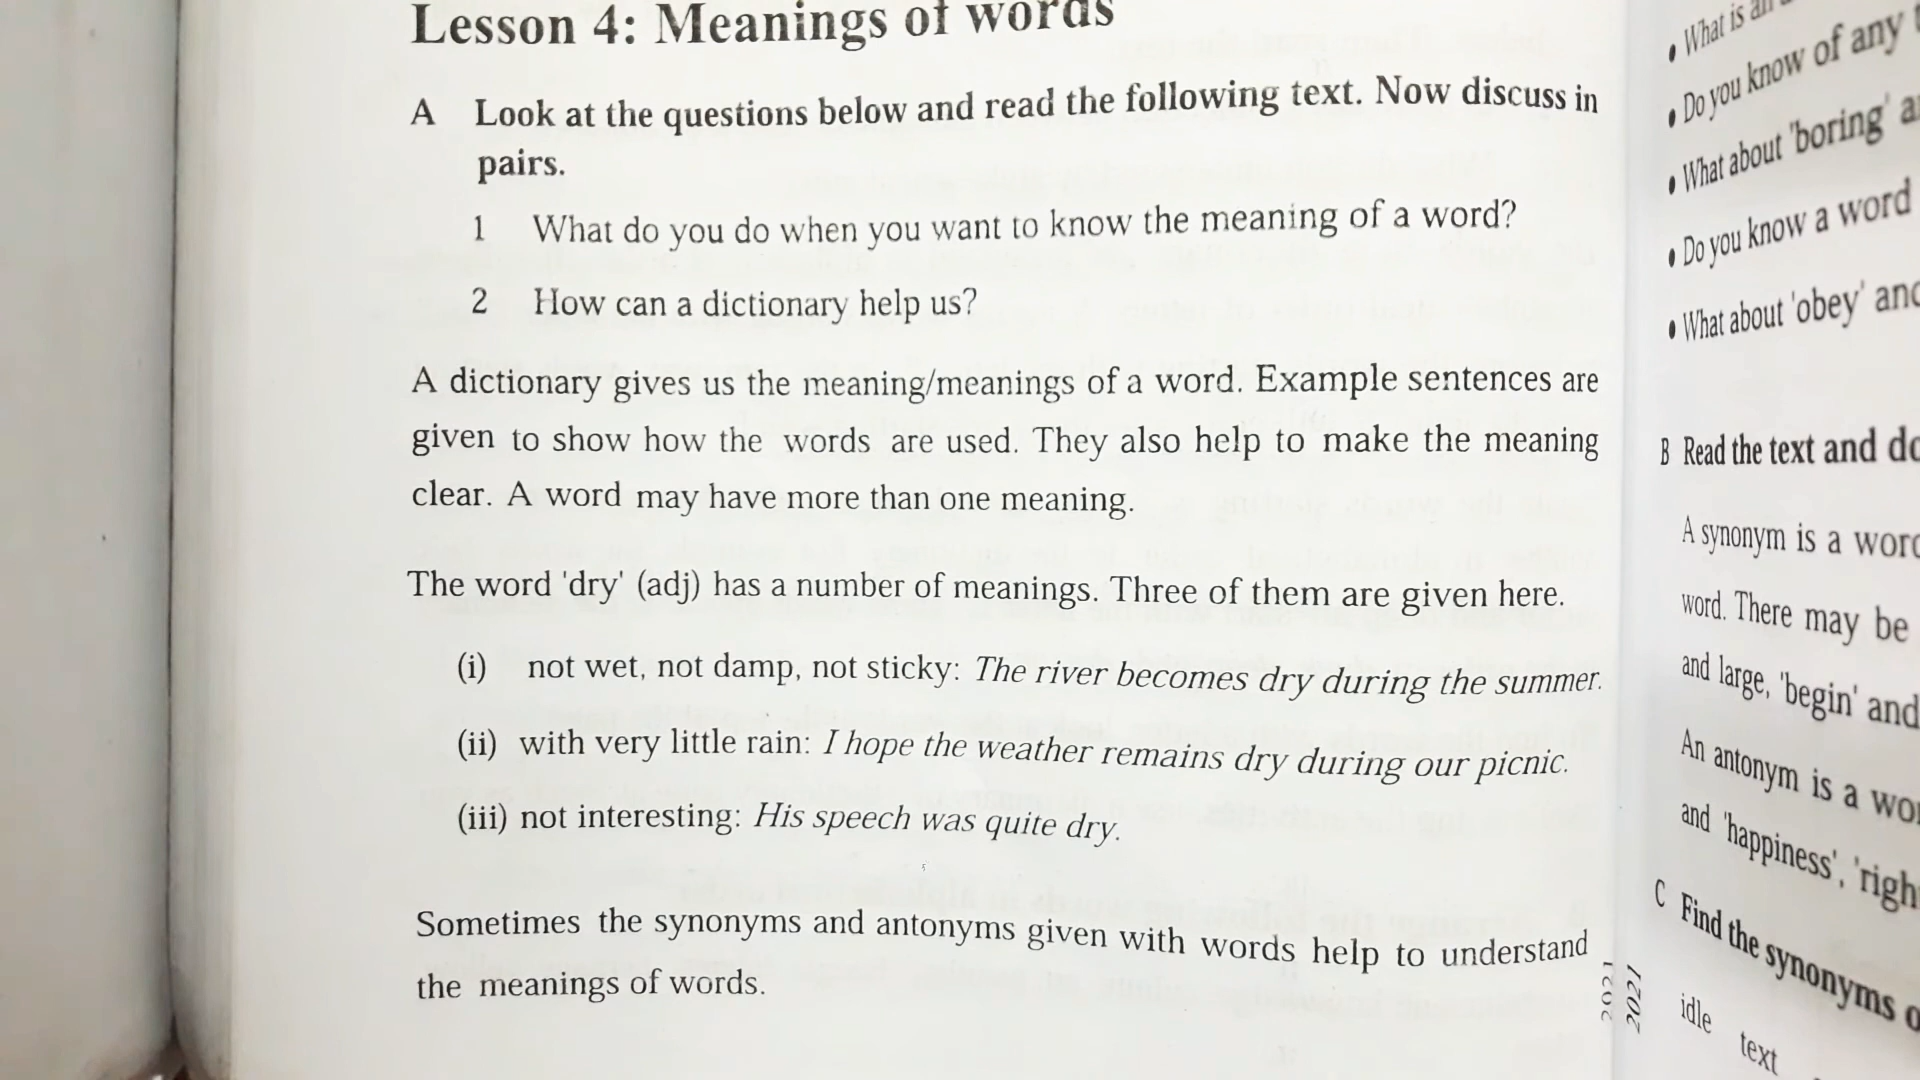 Lesson 4: Meanings of words
A Look at the questions below and read the following text. Now discuss in
pairs.
1 What do you do when you want to know the meaning of a word?
2 How can a dictionary help us?
A dictionary gives us the meaning/meanings of a word. Example sentences are
given to show how the words are used. They also help to make the meaning
clear. A word may have more than one meaning.
The word 'dry' (adj) has a number of meanings. Three of them are given here.
(i) not wet, not damp, not sticky: The river becomes dry during the summer.
(ii) with very little rain: I hope the weather remains dry during our picnic.
(iii) not interesting: His speech was quite dry.
Sometimes the synonyms and antonyms given with words help to understand
the meanings of words.
2021
2021
• What is
• Do you know of any
• What about 'boring'
• Do you know a word
• What about 'obey'
B Read the text and
A synonym is a
word. There may be
and large, 'begin' and
An antonym is a
and 'happiness',
C Find the synonyms
idle text